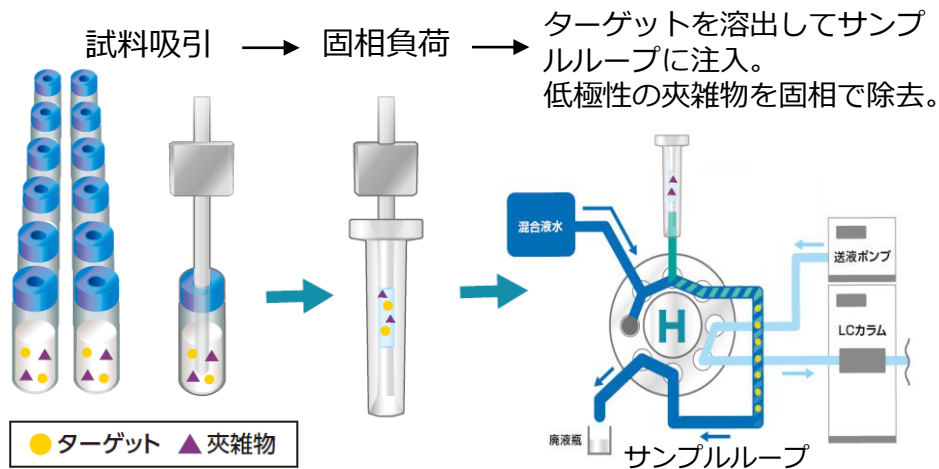 試料吸引
固相負荷
ターゲットを溶出してサンプ
ルループに注入。
低極性の夾雑物を固相で除去。
混合液水
送液ポンプ
H
LCカラム
廃液瓶
サンプルループ
ターゲット
夾雑物